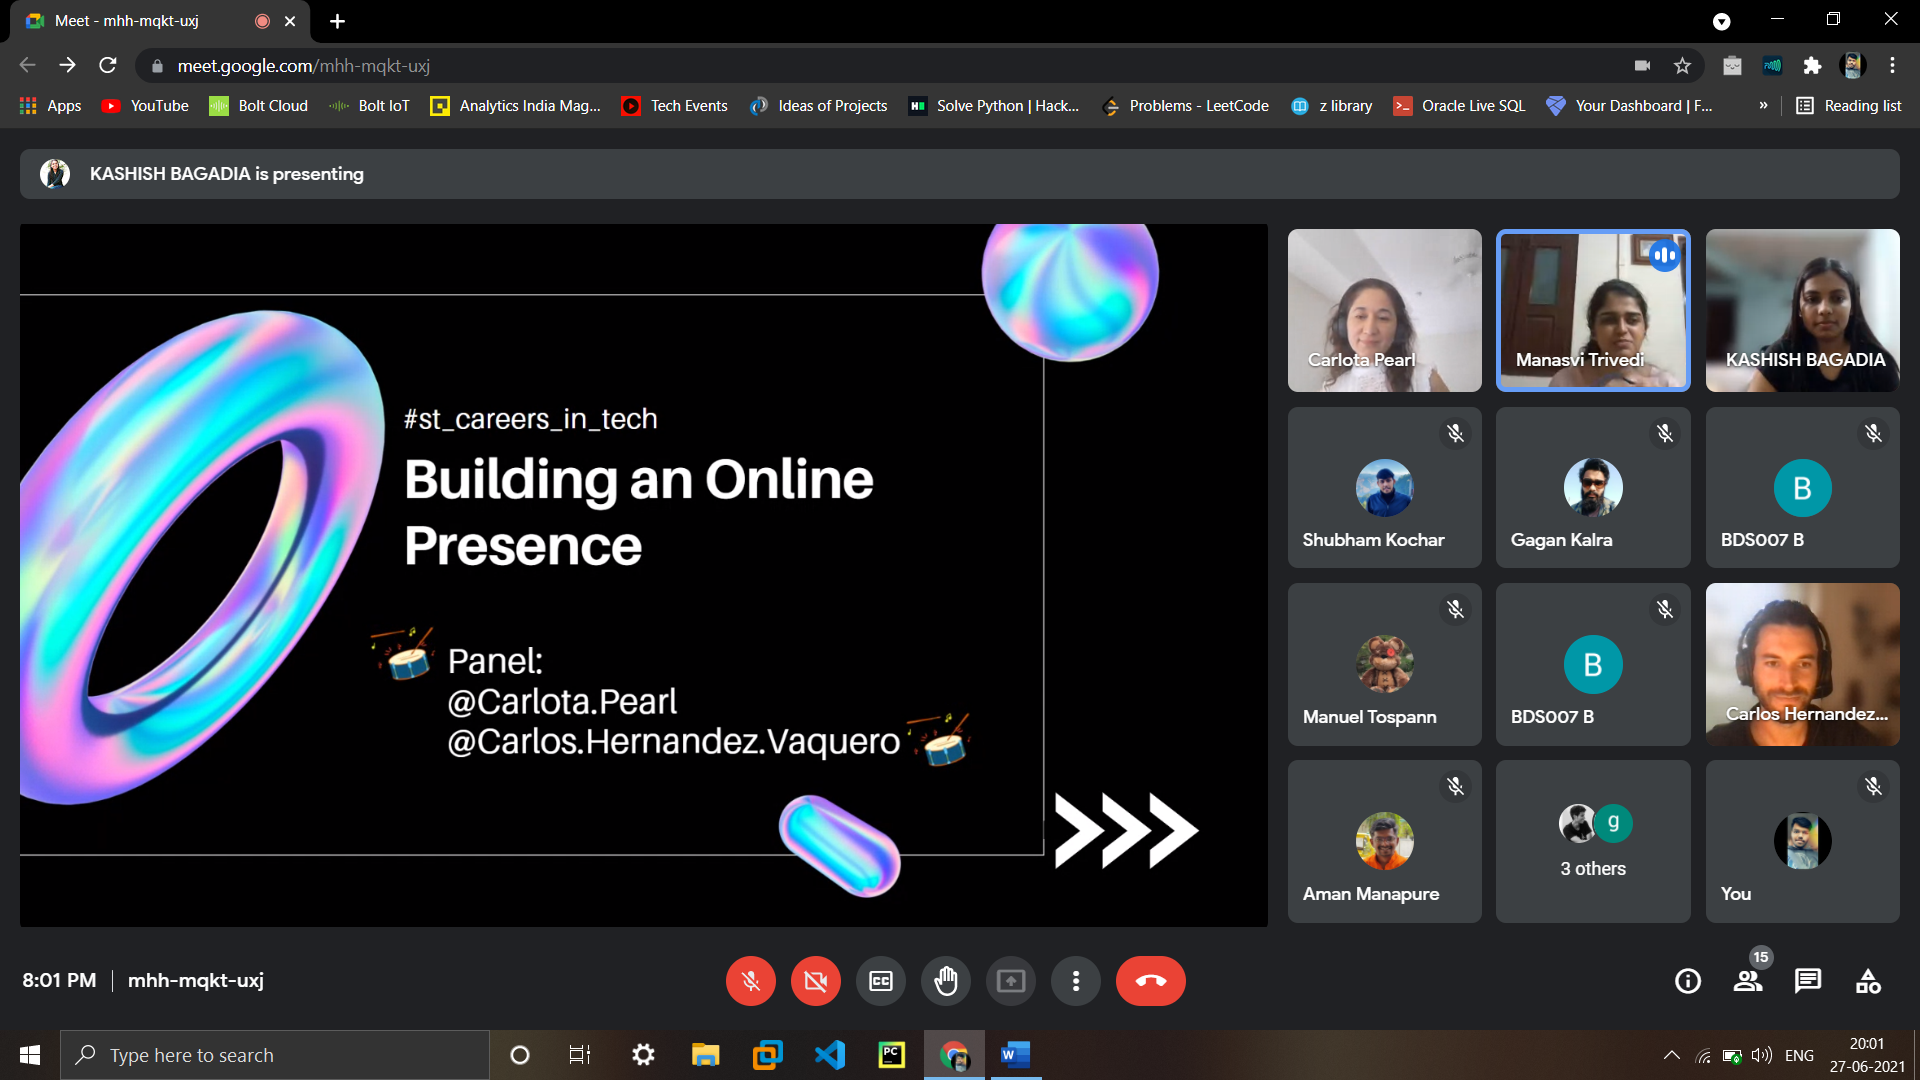 Meet - mhh-mqkt-uxj
meet.google.com/mhh-mqkt-uxj
Apps
YouTube
Bolt Cloud
Bolt IoT
Analytics India Mag...
Tech Events
Ideas of Projects
Solve Python | Hack...
Problems - LeetCode
z library
Oracle Live SQL
Your Dashboard | F...
»
Reading list
KASHISH BAGADIA is presenting
#st_careers_in_tech
Building an Online
Presence
Panel:
@Carlota.Pearl
@Carlos.Hernandez.Vaquero
Carlota Pearl
Manasvi Trivedi
KASHISH BAGADIA
Shubham Kochar
Gagan Kalra
B
BDS007 B
Manuel Tospann
B
BDS007 B
Carlos Hernandez...
Aman Manapure
g
3 others
You
8:01 PM | mhh-mqkt-uxj
CC
15
Type here to search
PC
W
ENG
20:01
27-06-2021